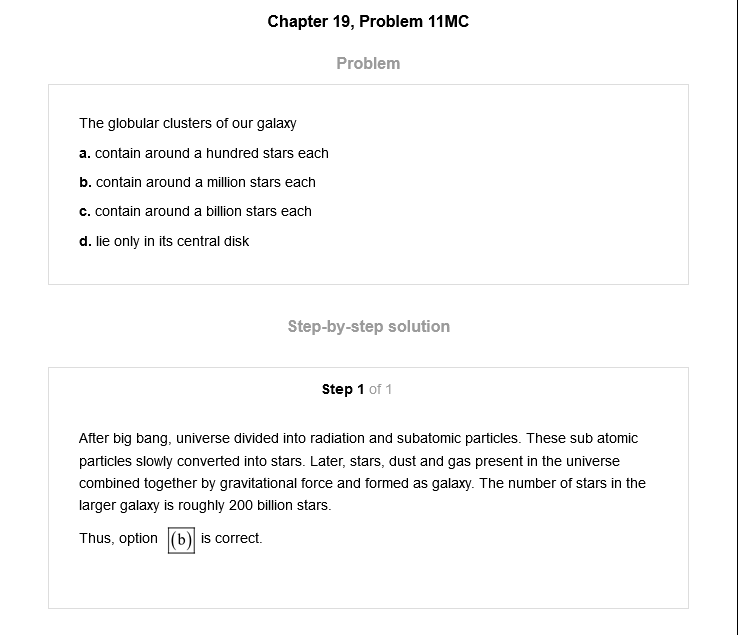 Chapter 19, Problem 11MC
Problem
The globular clusters of our galaxy
a. contain around a hundred stars each
b. contain around a million stars each
c. contain around a billion stars each
d. lie only in its central disk
Step-by-step solution
Step 1 of 1
After big bang, universe divided into radiation and subatomic particles. These sub atomic
particles slowly converted into stars. Later, stars, dust and gas present in the universe
combined together by gravitational force and formed as galaxy. The number of stars in the
larger galaxy is roughly 200 billion stars.
Thus, option (b) is correct.